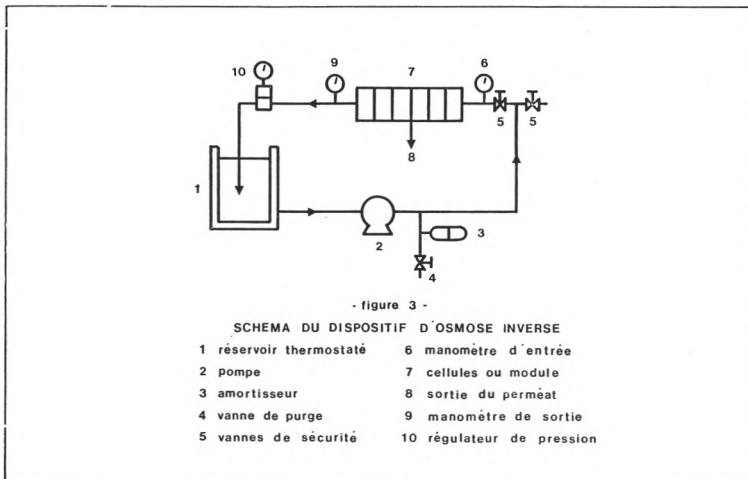 9
6
10
7
5
5
8
1
3
2
4
- figure 3 -
SCHEMA DU DISPOSITIF D'OSMOSE INVERSE
1 réservoir thermostaté 6 manomètre d'entrée
2 pompe 7 cellules ou module
3 amortisseur 8 sortie du perméat
4 vanne de purge 9 manomètre de sortie
5 vannes de sécurité 10 régulateur de pression